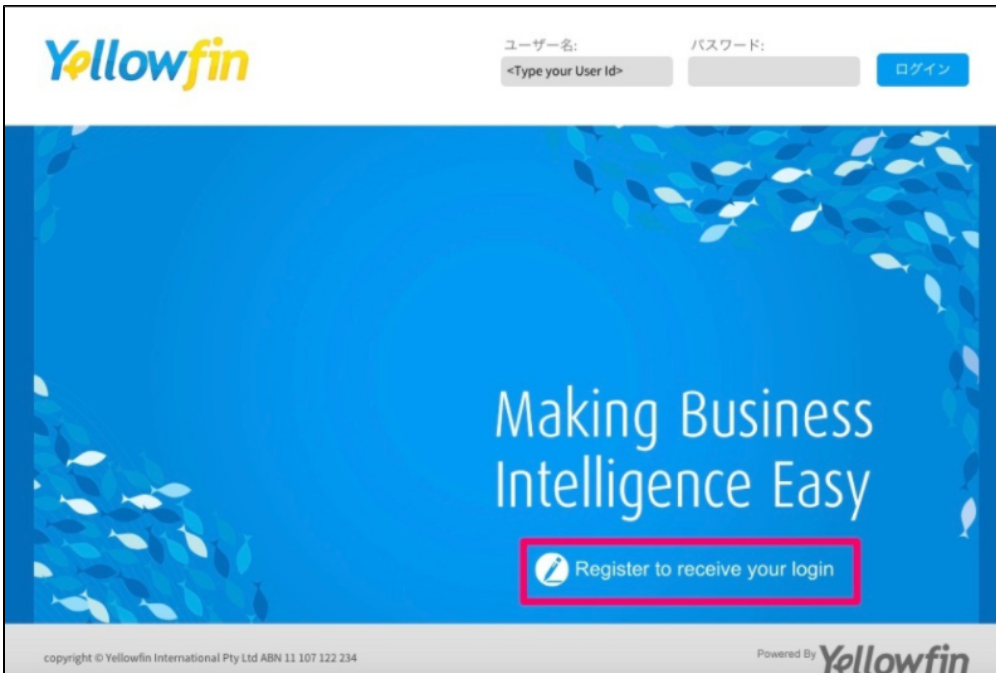 Yellowfin
ユーザー名:
パスワード:
<Type your User Id>
ログイン
Making Business
Intelligence Easy
Register to receive your login
copyright © Yellowfin International Pty Ltd ABN 11 107 122 234
Powered By Yellowfin